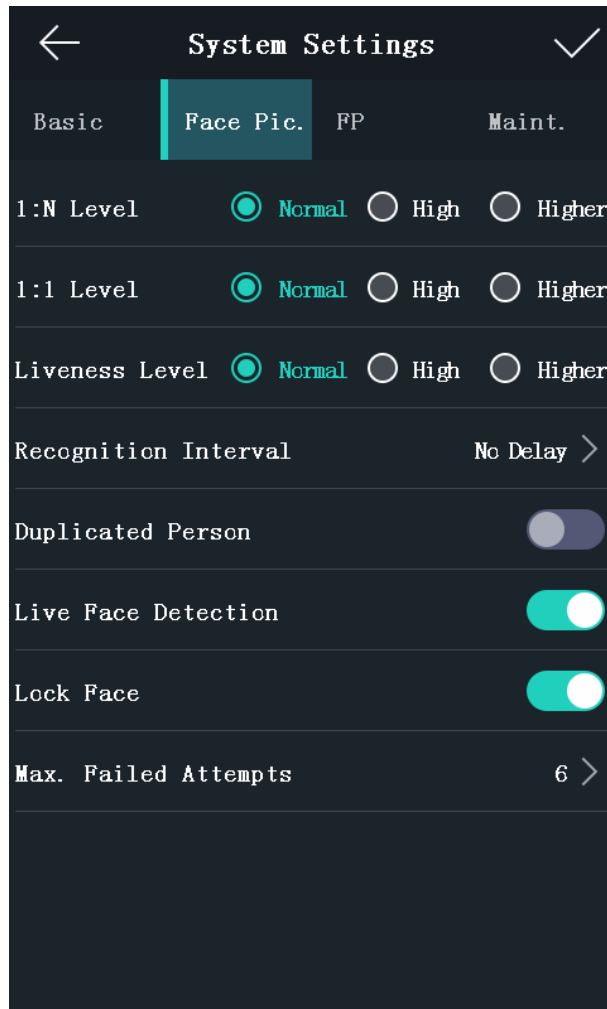 System Settings
Basic Face Pic. FP Maint.
1:N Level Normal High Higher
1:1 Level Normal High Higher
Liveness Level Normal High Higher
Recognition Interval No Delay
Duplicated Person
Live Face Detection
Lock Face
Max. Failed Attempts 6